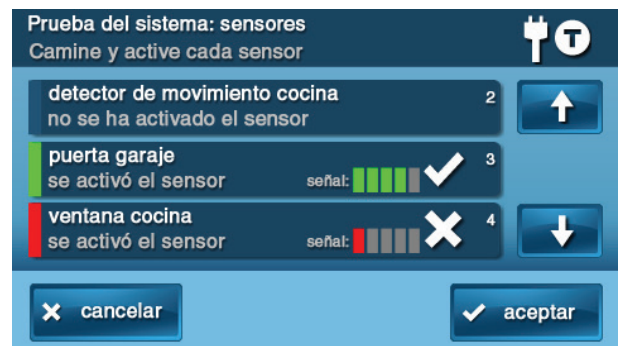 Prueba del sistema: sensores
Camine y active cada sensor
T
detector de movimiento cocina 2
no se ha activado el sensor
puerta garaje 3
se activó el sensor señal:
ventana cocina 4
se activó el sensor señal:
cancelar
aceptar